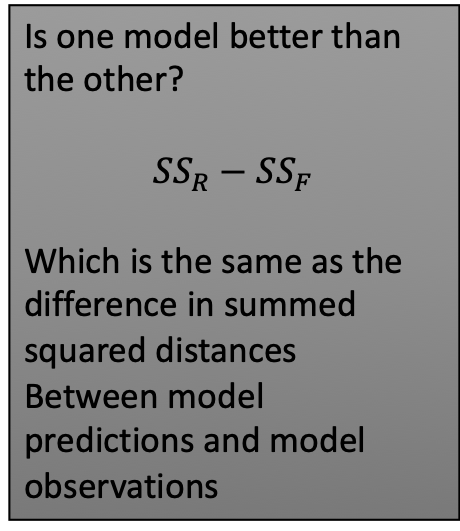 Is one model better than
the other?
SS_R − SS_F
Which is the same as the
difference in summed
squared distances
Between model
predictions and model
observations